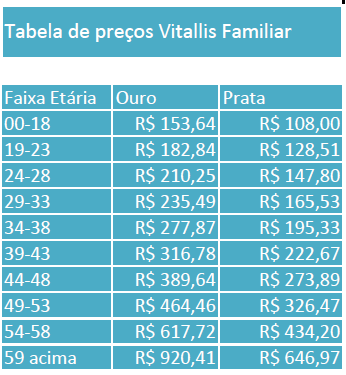 Tabela de preços Vitallis Familiar
Faixa Etária Ouro Prata
00-18 R$ 153,64 R$ 108,00
19-23 R$ 182,84 R$ 128,51
24-28 R$ 210,25 R$ 147,80
29-33 R$ 235,49 R$ 165,53
34-38 R$ 277,87 R$ 195,33
39-43 R$ 316,78 R$ 222,67
44-48 R$ 389,64 R$ 273,89
49-53 R$ 464,46 R$ 326,47
54-58 R$ 617,72 R$ 434,20
59 acima R$ 920,41 R$ 646,97